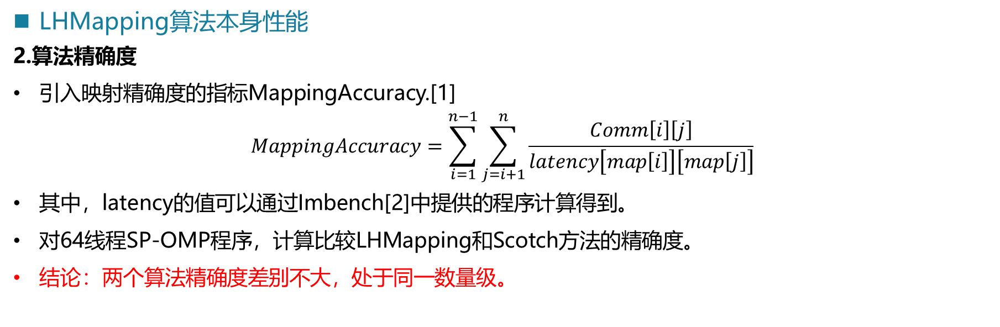 ■ LHMapping算法本身性能
2.算法精确度
• 引入映射精确度的指标MappingAccuracy.[1]
MappingAccuracy = \sum_{i=1}^{n-1} \sum_{j=i+1}^{n} \frac{Comm[i][j]}{latency[map[i]][map[j]]}
• 其中，latency的值可以通过lmbench[2]中提供的程序计算得到。
• 对64线程SP-OMP程序，计算比较LHMapping和Scotch方法的精确度。
• 结论：两个算法精确度差别不大，处于同一数量级。